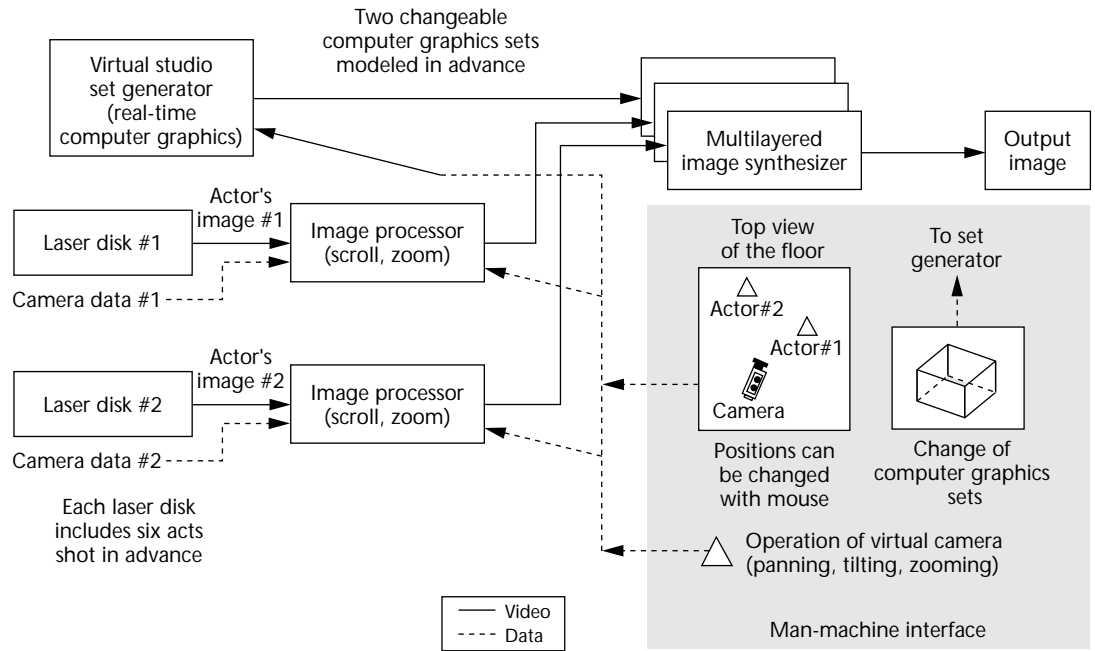 Two changeable
computer graphics sets
modeled in advance
Virtual studio
set generator
(real-time
computer graphics)
Multilayered
image synthesizer
Output
image
Actor's
image #1
Laser disk #1
Image processor
(scroll, zoom)
Camera data #1
Actor's
image #2
Laser disk #2
Image processor
(scroll, zoom)
Camera data #2
Each laser disk
includes six acts
shot in advance
Top view
of the floor
Actor#2
Actor#1
Camera
Positions can
be changed
with mouse
To set
generator
Change of
computer graphics
sets
Operation of virtual camera
(panning, tilting, zooming)
Man-machine interface
Video
Data